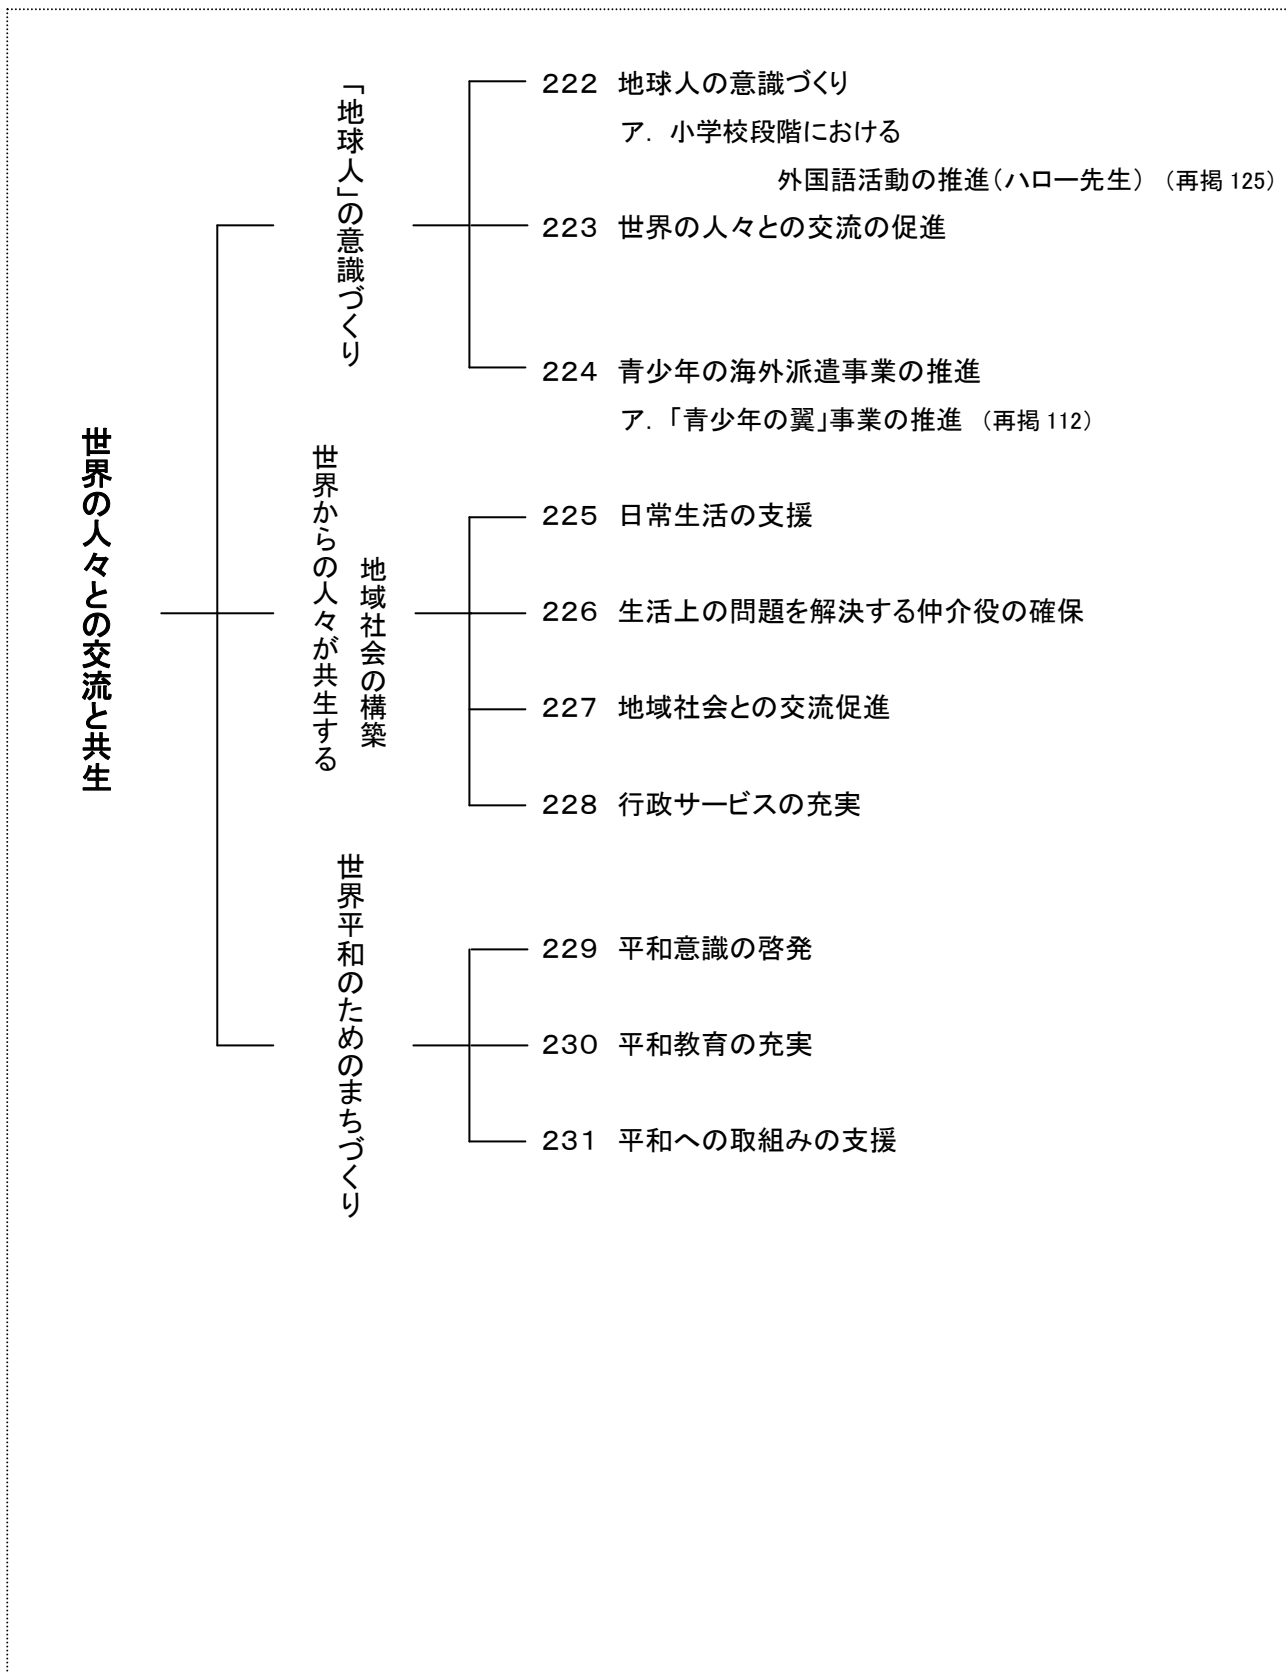 世界の人々との交流と共生
「地球人」の意識づくり
222 地球人の意識づくり
ア．小学校段階における
外国語活動の推進(ハロー先生) （再掲 125）
223 世界の人々との交流の促進
224 青少年の海外派遣事業の推進
ア．「青少年の翼」事業の推進 （再掲 112）
世界からの人々が共生する
地域社会の構築
225 日常生活の支援
226 生活上の問題を解決する仲介役の確保
227 地域社会との交流促進
228 行政サービスの充実
世界平和のためのまちづくり
229 平和意識の啓発
230 平和教育の充実
231 平和への取組みの支援